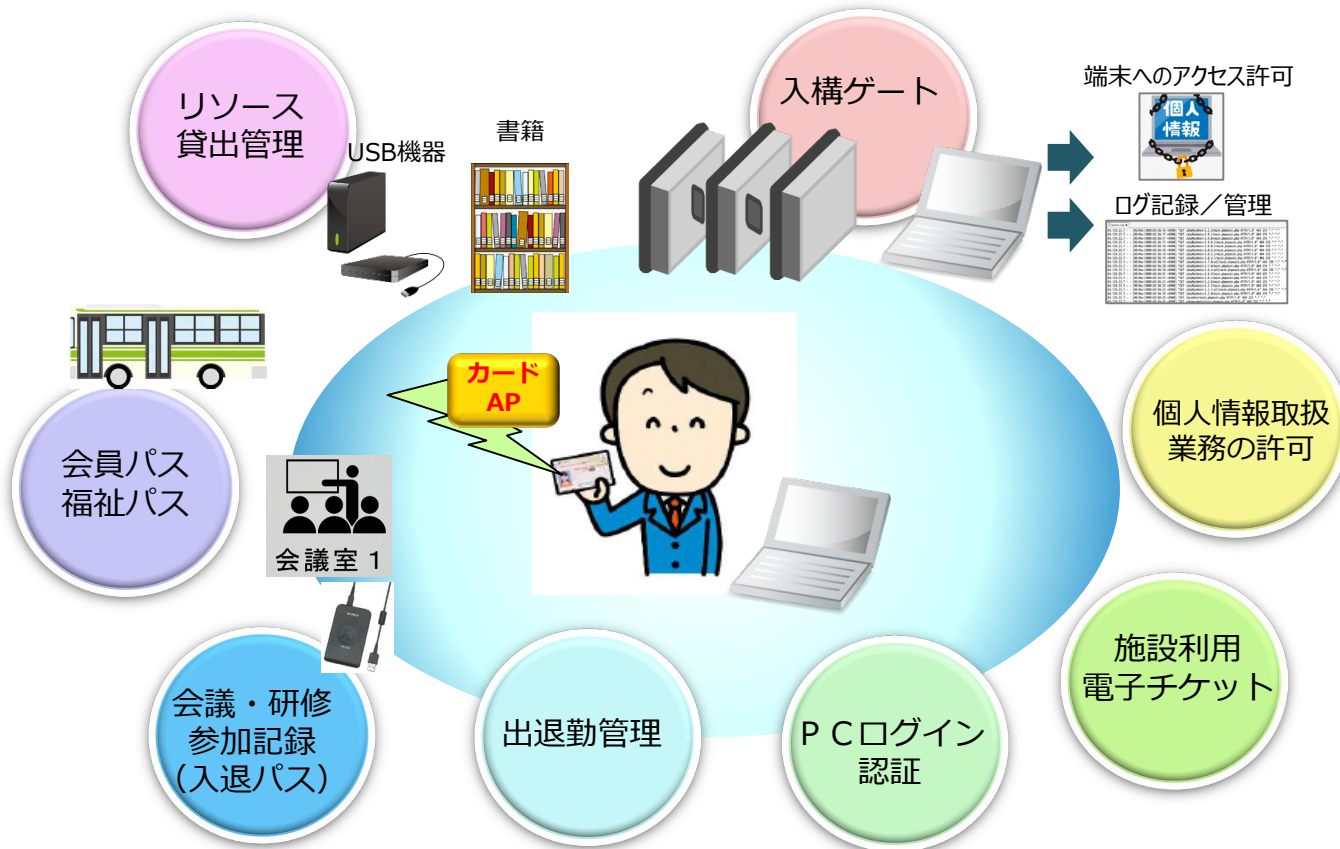 リソース
貸出管理
USB機器
書籍
入構ゲート
端末へのアクセス許可
個人
情報
ログ記録／管理
カード
AP
会員パス
福祉パス
会議室１
個人情報取扱
業務の許可
施設利用
電子チケット
会議・研修
参加記録
（入退パス）
出退勤管理
ＰＣログイン
認証